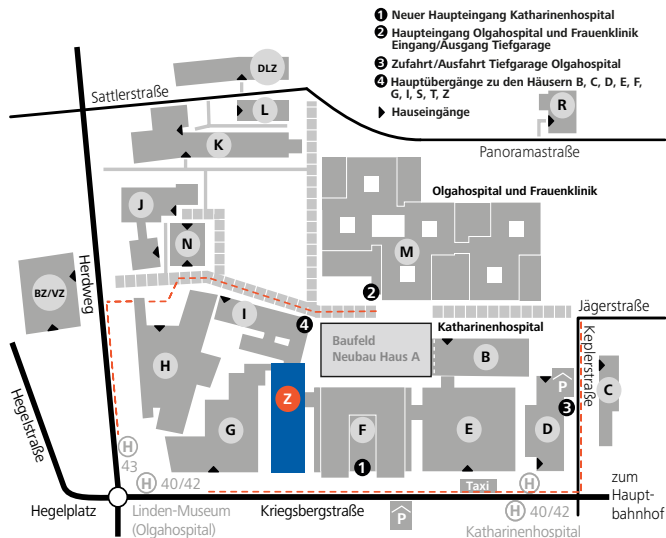 1 Neuer Haupteingang Katharinenhospital
2 Haupteingang Olgahospital und Frauenklinik
Eingang/Ausgang Tiefgarage
3 Zufahrt/Ausfahrt Tiefgarage Olgahospital
4 Hauptübergänge zu den Häusern B, C, D, E, F,
G, I, S, T, Z
Hauseingänge
DLZ
Sattlerstraße
L
R
K
Panoramastraße
Olgahospital und Frauenklinik
J
N
M
Herdweg
BZ/VZ
2
I
4
Jägerstraße
Katharinenhospital
Baufeld
Neubau Haus A
B
H
Keplerstraße
P
C
Z
3
Hegelstraße
G
F
E
D
H
43
1
H 40/42
Taxi
H
zum
Haupt-
bahnhof
Hegelplatz
Linden-Museum
(Olgahospital)
Kriegsbergstraße
P
H 40/42
Katharinenhospital